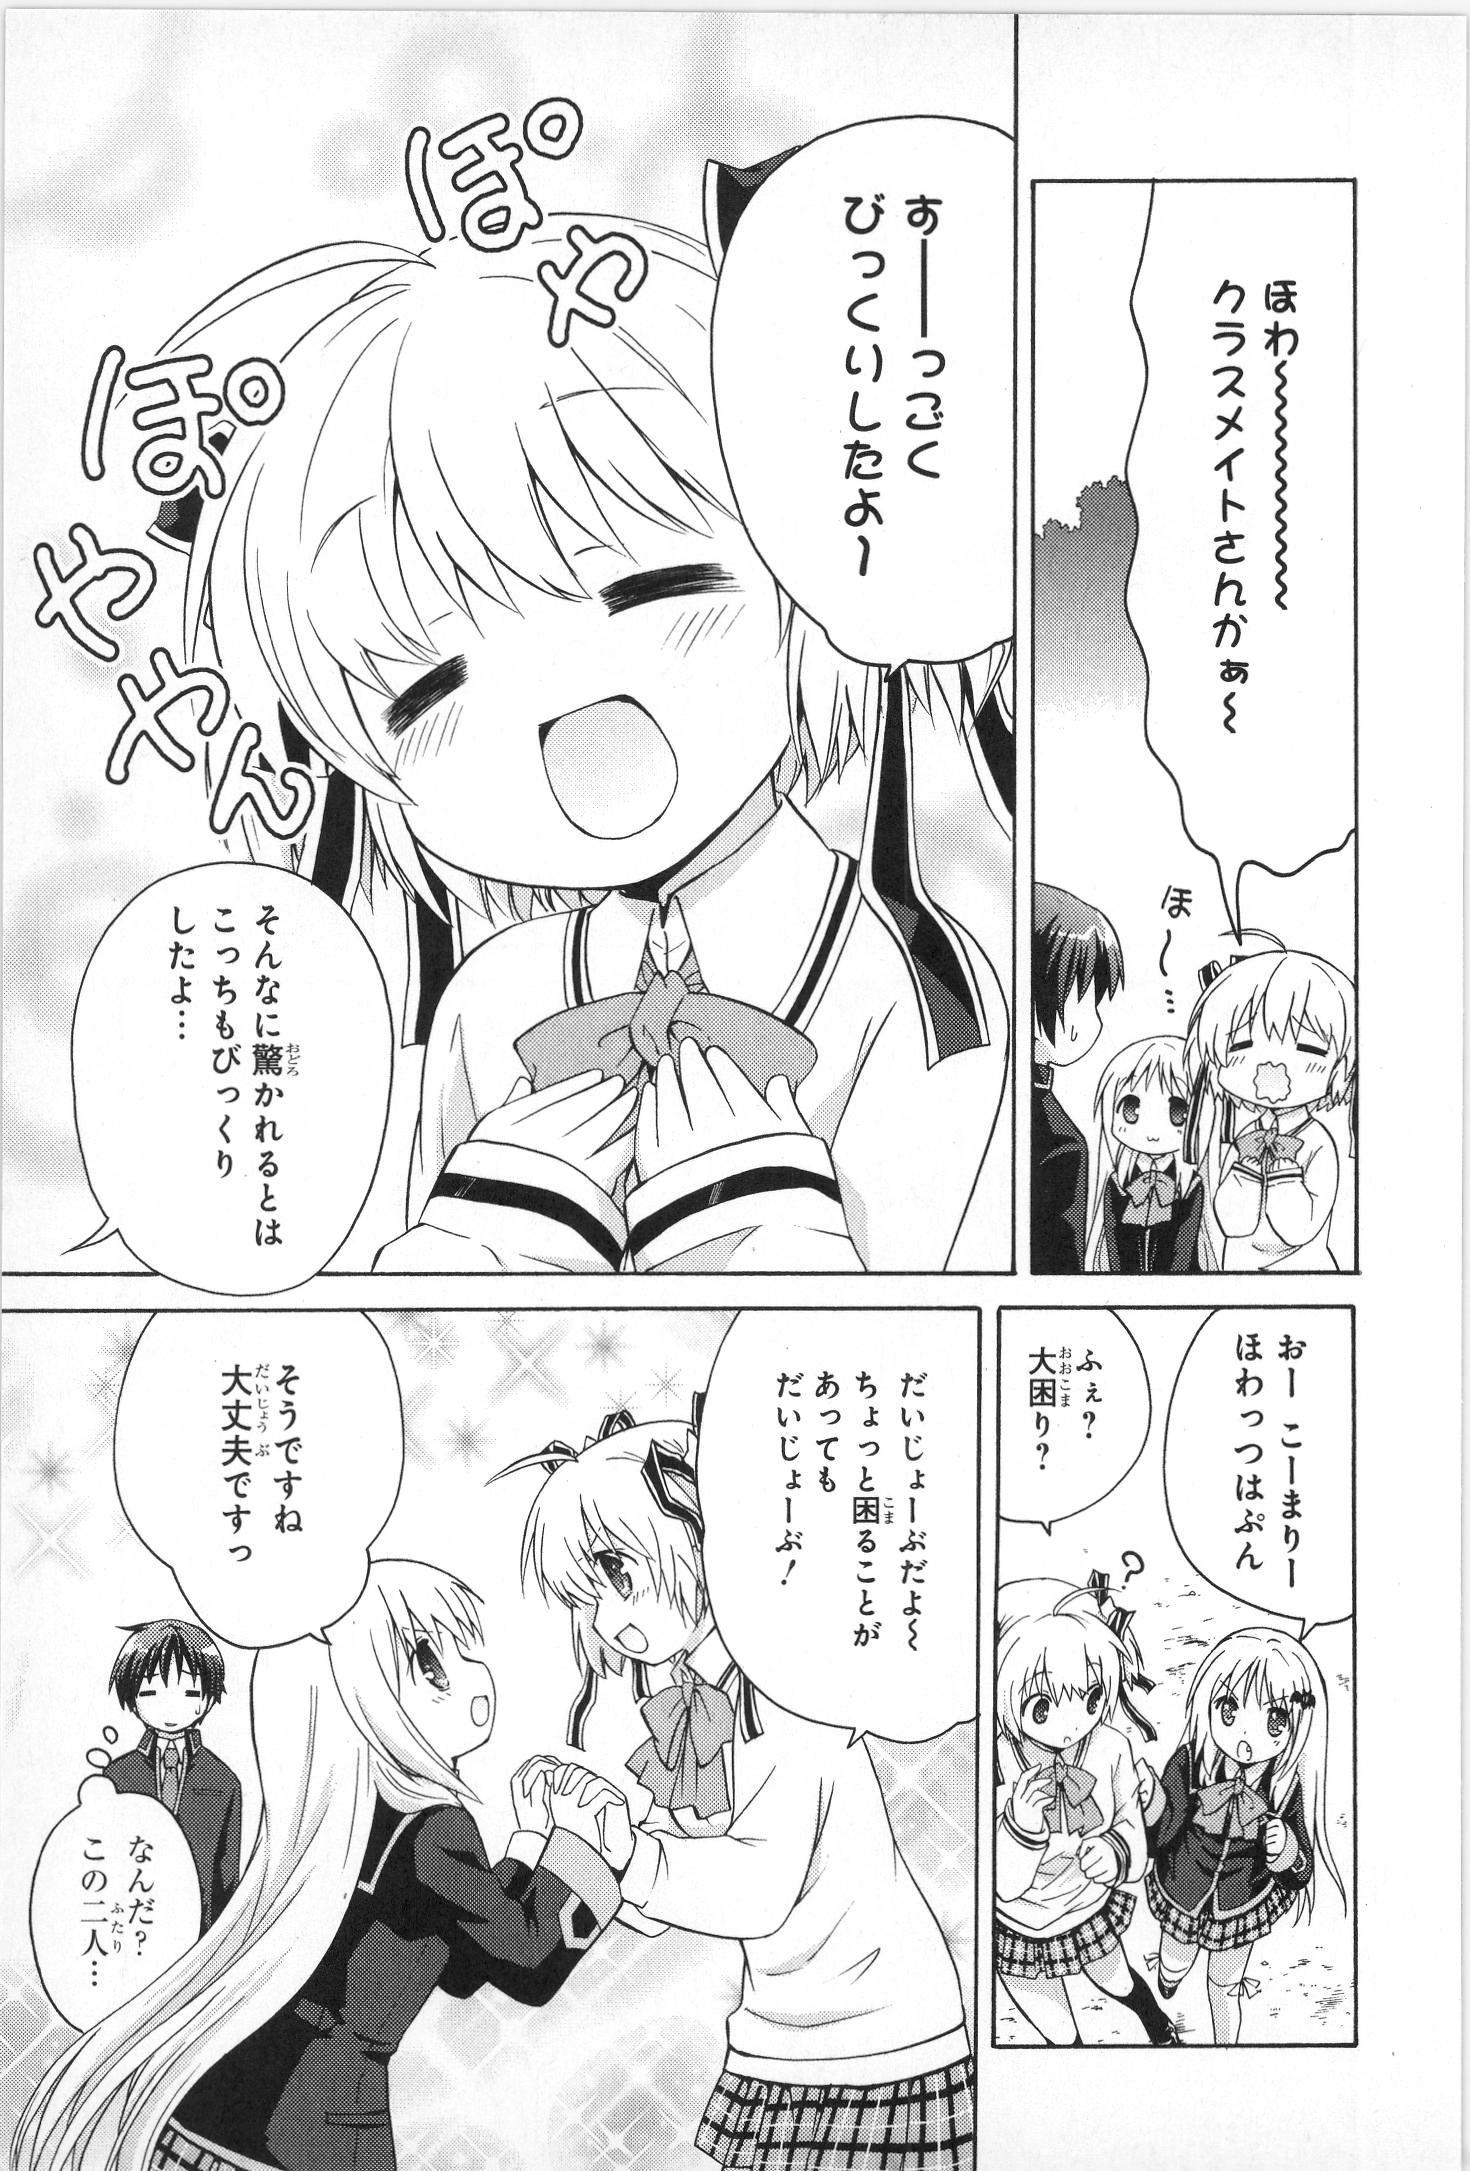 ほわ～～～～～～
クラスメイトさんかぁ～
ほ～…
すーーっごく
びっくりしたよ～
ぽや
ぽややゃん
そんなに驚かれるとは
こっちもびっくり
したよ…
おー こーまりー
ほわっつはぷん
ふぇ？
大困り？
？
だいじょーぶだよ～
ちょっと困ることが
あっても
だいじょーぶ！
そうですね
大丈夫ですっ
なんだ？
この二人…